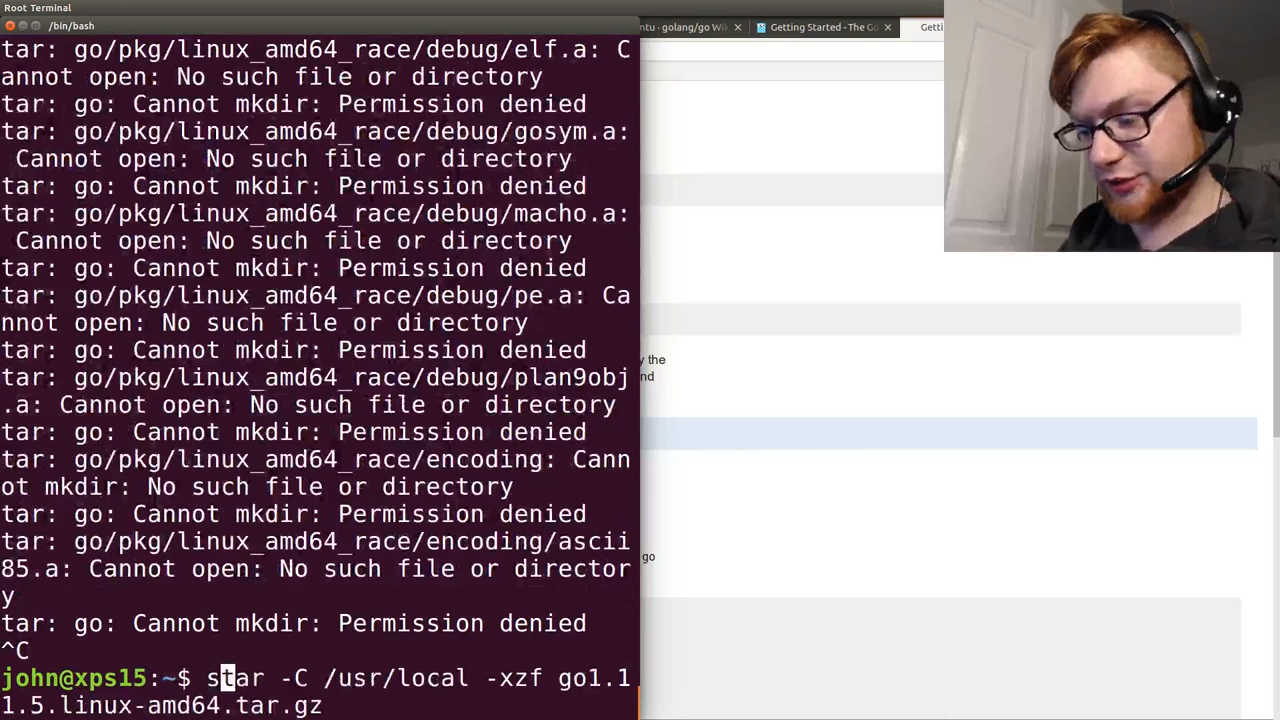 Root Terminal
/bin/bash
ntu · golang/go Wik
Getting Started - The Go
Getti
tar: go/pkg/linux_amd64_race/debug/elf.a: C
annot open: No such file or directory
tar: go: Cannot mkdir: Permission denied
tar: go/pkg/linux_amd64_race/debug/gosym.a:
 Cannot open: No such file or directory
tar: go: Cannot mkdir: Permission denied
tar: go/pkg/linux_amd64_race/debug/macho.a:
 Cannot open: No such file or directory
tar: go: Cannot mkdir: Permission denied
tar: go/pkg/linux_amd64_race/debug/pe.a: Ca
nnot open: No such file or directory
tar: go: Cannot mkdir: Permission denied
tar: go/pkg/linux_amd64_race/debug/plan9obj
.a: Cannot open: No such file or directory
tar: go: Cannot mkdir: Permission denied
tar: go/pkg/linux_amd64_race/encoding: Cann
ot mkdir: No such file or directory
tar: go: Cannot mkdir: Permission denied
tar: go/pkg/linux_amd64_race/encoding/ascii
85.a: Cannot open: No such file or director
y
tar: go: Cannot mkdir: Permission denied
^C
john@xps15:~$ star -C /usr/local -xzf go1.1
1.5.linux-amd64.tar.gz
y the
nd
go